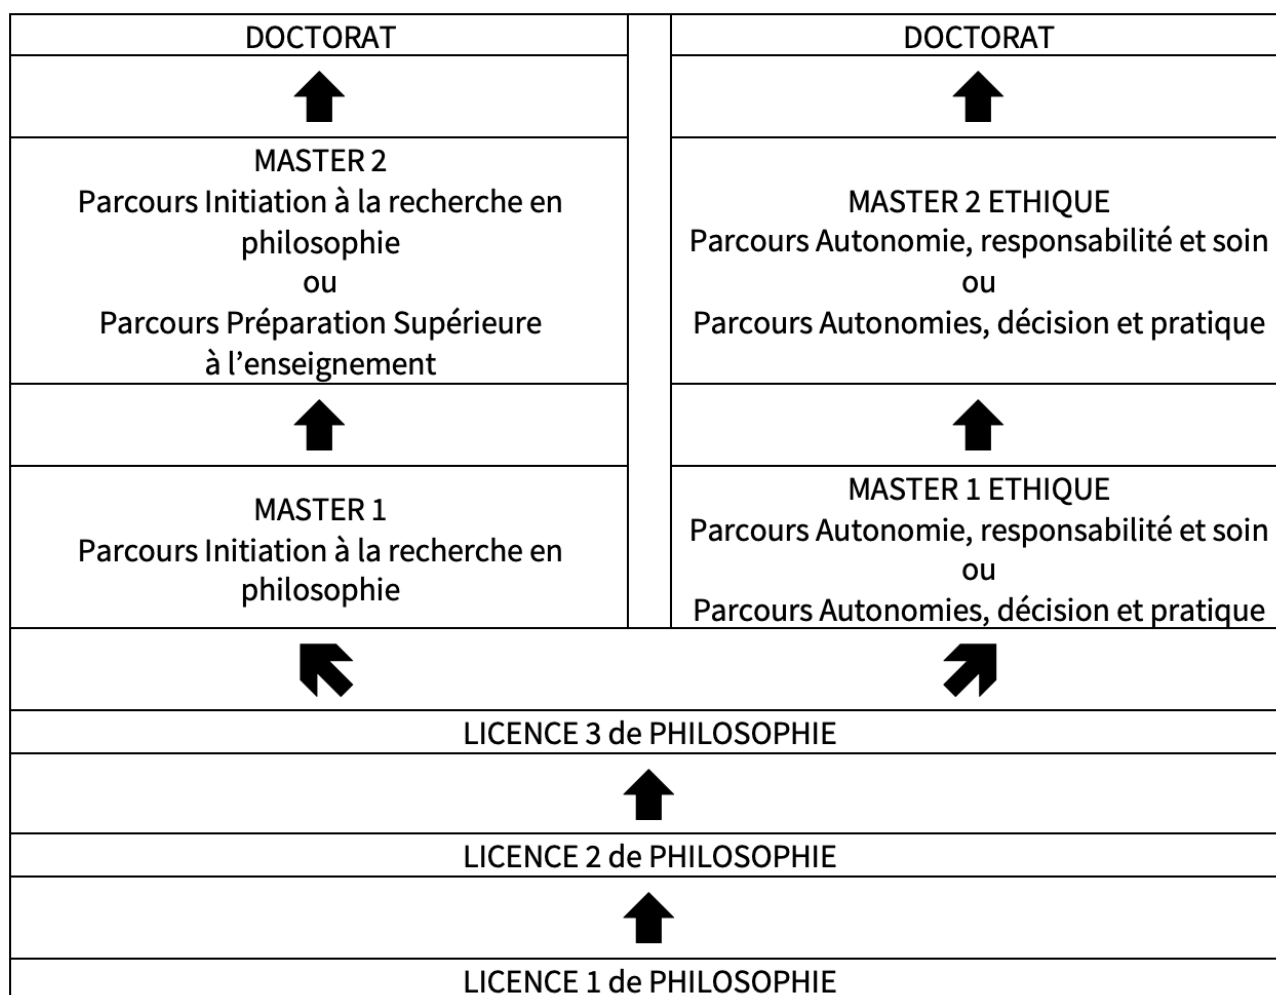 DOCTORAT
MASTER 2
Parcours Initiation à la recherche en
philosophie
ou
Parcours Préparation Supérieure
à l’enseignement
MASTER 1
Parcours Initiation à la recherche en
philosophie
DOCTORAT
MASTER 2 ETHIQUE
Parcours Autonomie, responsabilité et soin
ou
Parcours Autonomies, décision et pratique
MASTER 1 ETHIQUE
Parcours Autonomie, responsabilité et soin
ou
Parcours Autonomies, décision et pratique
LICENCE 3 de PHILOSOPHIE
LICENCE 2 de PHILOSOPHIE
LICENCE 1 de PHILOSOPHIE